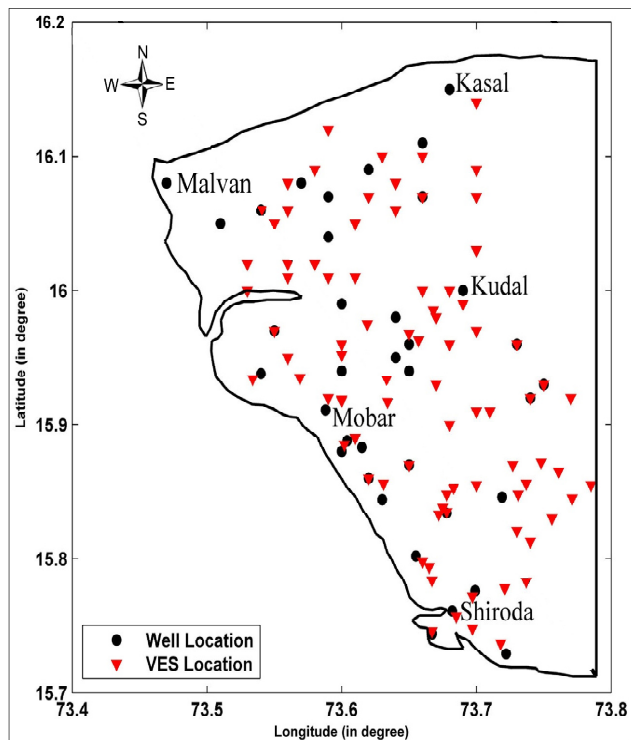 16.2
N
W E
S
Kasal
16.1
Malvan
Kudal
16
Latitude (in degree)
Mobar
15.9
15.8
Shiroda
Well Location
VES Location
15.7
73.4 73.5 73.6 73.7 73.8
Longitude (in degree)